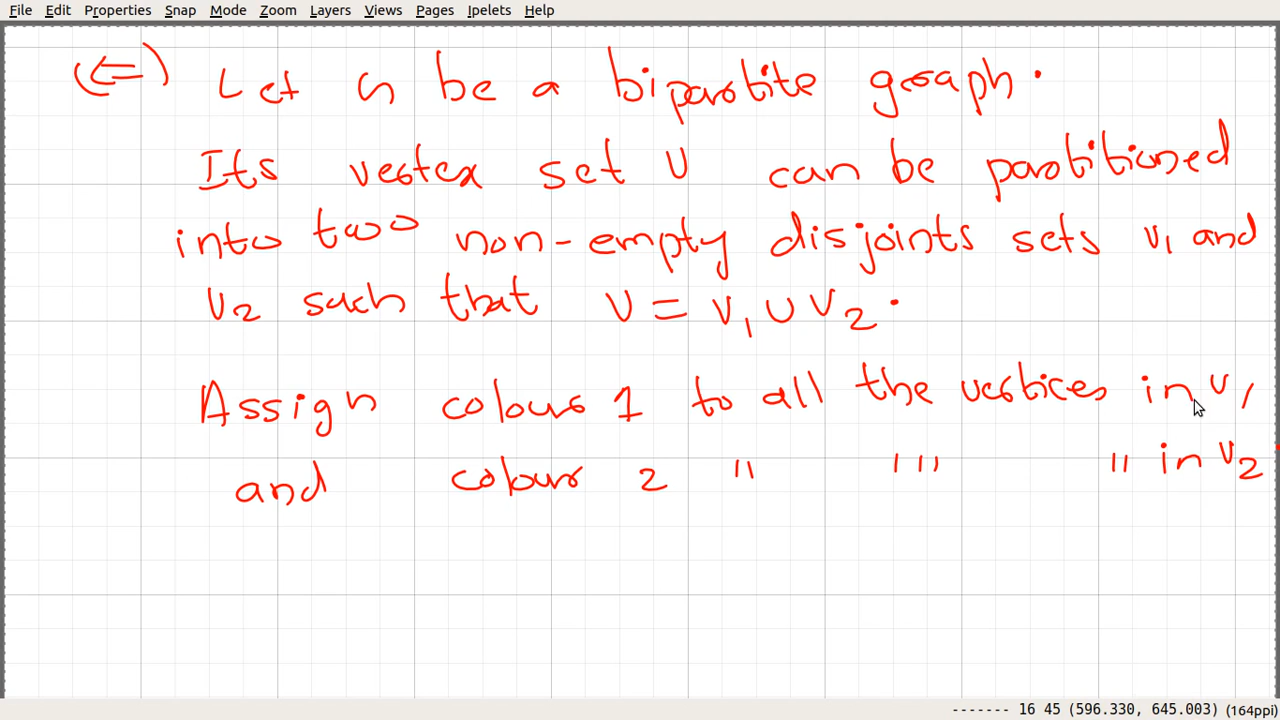 File Edit Properties Snap Mode Zoom Layers Views Pages Ipelets Help
(⇐) Let G be a bipartite graph.
Its vertex set V can be partitioned
into two non-empty disjoints sets V1 and
V2 such that V = V1 ∪ V2.
Assign colour 1 to all the vertices in V1
and colour 2 " "" " in V2
------- 16 45 (596.330, 645.003) (164ppi)